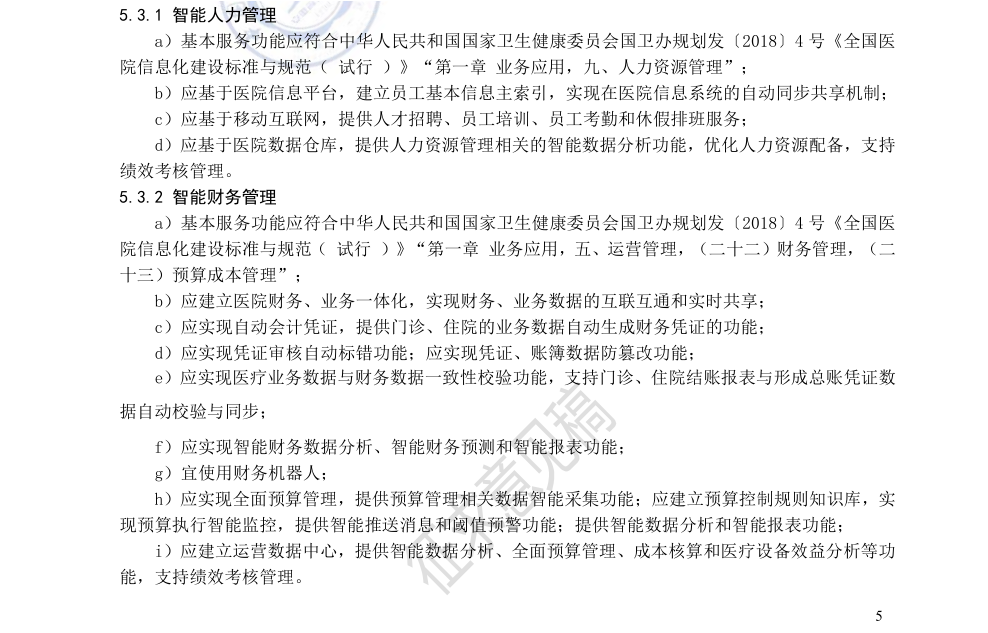 5.3.1 智能人力管理
a）基本服务功能应符合中华人民共和国国家卫生健康委员会国卫办规划发〔2018〕4 号《全国医
院信息化建设标准与规范（ 试行 ）》“第一章 业务应用，九、人力资源管理”；
b）应基于医院信息平台，建立员工基本信息主索引，实现在医院信息系统的自动同步共享机制；
c）应基于移动互联网，提供人才招聘、员工培训、员工考勤和休假排班服务；
d）应基于医院数据仓库，提供人力资源管理相关的智能数据分析功能，优化人力资源配备，支持
绩效考核管理。
5.3.2 智能财务管理
a）基本服务功能应符合中华人民共和国国家卫生健康委员会国卫办规划发〔2018〕4 号《全国医
院信息化建设标准与规范（ 试行 ）》“第一章 业务应用，五、运营管理，（二十二）财务管理，（二
十三）预算成本管理”；
b）应建立医院财务、业务一体化，实现财务、业务数据的互联互通和实时共享；
c）应实现自动会计凭证，提供门诊、住院的业务数据自动生成财务凭证的功能；
d）应实现凭证审核自动标错功能；应实现凭证、账簿数据防篡改功能；
e）应实现医疗业务数据与财务数据一致性校验功能，支持门诊、住院结账报表与形成总账凭证数
据自动校验与同步；
f）应实现智能财务数据分析、智能财务预测和智能报表功能；
g）宜使用财务机器人；
h）应实现全面预算管理，提供预算管理相关数据智能采集功能；应建立预算控制规则知识库，实
现预算执行智能监控，提供智能推送消息和阈值预警功能；提供智能数据分析和智能报表功能；
i）应建立运营数据中心，提供智能数据分析、全面预算管理、成本核算和医疗设备效益分析等功
能，支持绩效考核管理。
征求意见稿
5